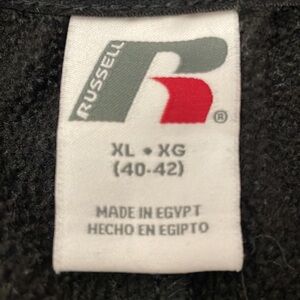 RUSSELL
R
®
XL • XG
(40-42)
MADE IN EGYPT
HECHO EN EGIPTO